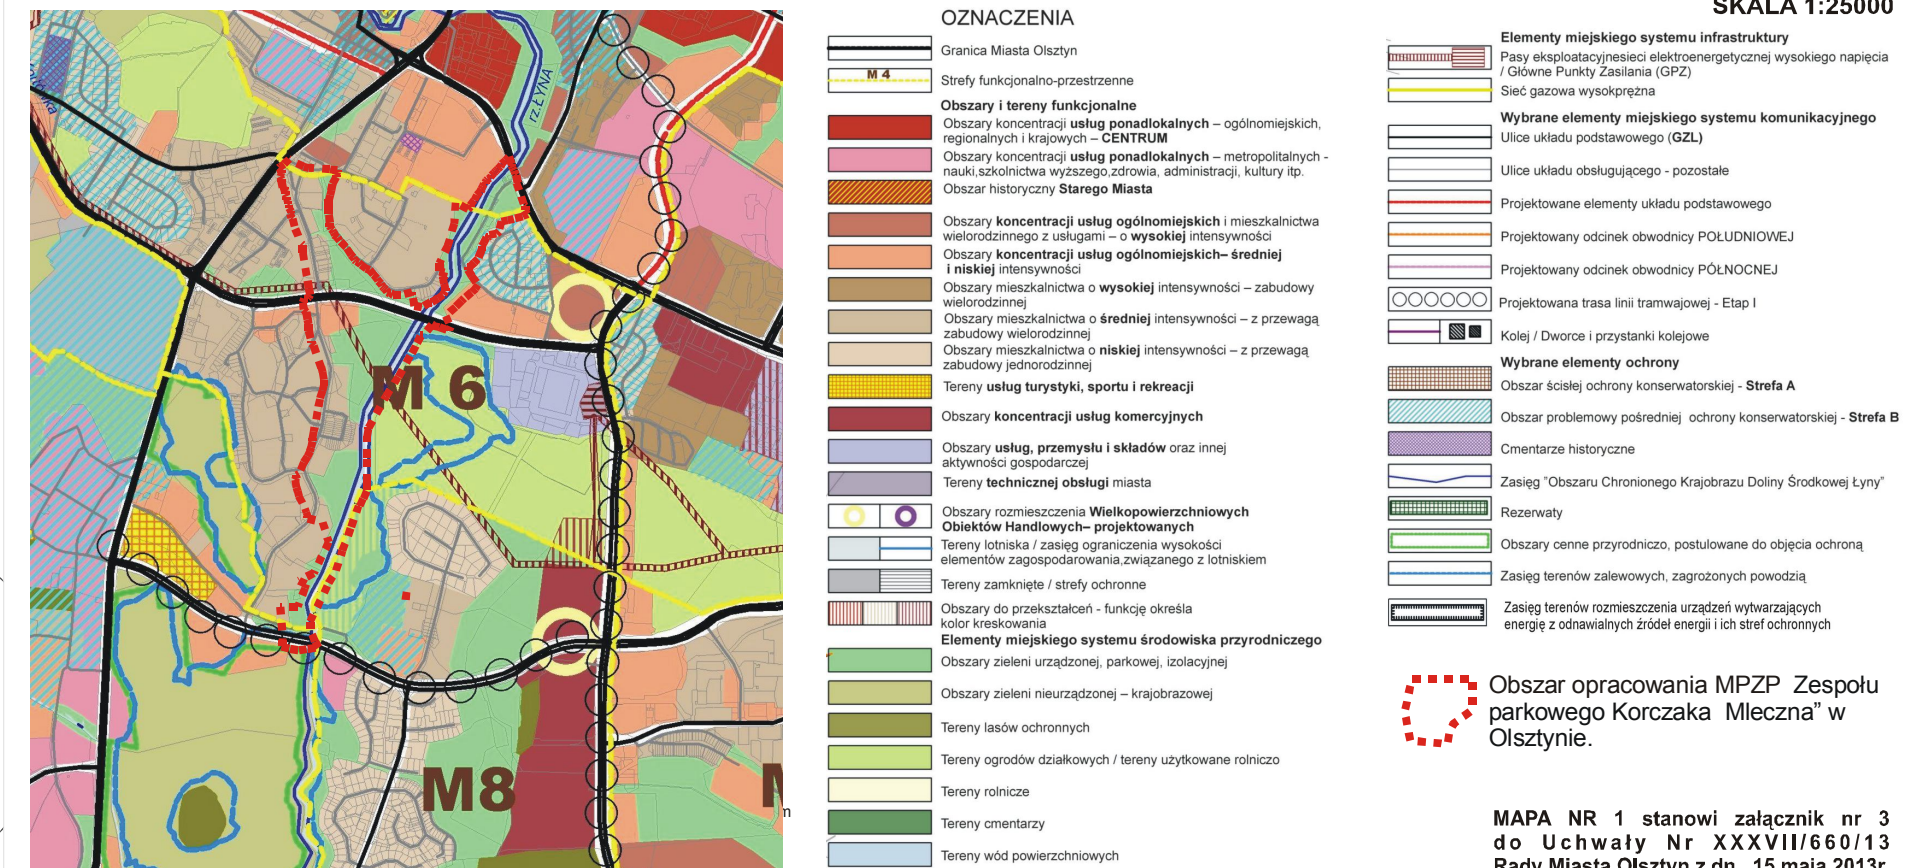 SKALA 1:25000
rz.ŁYNA
M 6
M8
M
m
OZNACZENIA
Granica Miasta Olsztyn
M 4
Strefy funkcjonalno-przestrzenne
Obszary i tereny funkcjonalne
Obszary koncentracji usług ponadlokalnych – ogólnomiejskich,
regionalnych i krajowych – CENTRUM
Obszary koncentracji usług ponadlokalnych – metropolitalnych -
nauki,szkolnictwa wyższego,zdrowia, administracji, kultury itp.
Obszar historyczny Starego Miasta
Obszary koncentracji usług ogólnomiejskich i mieszkalnictwa
wielorodzinnego z usługami – o wysokiej intensywności
Obszary koncentracji usług ogólnomiejskich– średniej
i niskiej intensywności
Obszary mieszkalnictwa o wysokiej intensywności – zabudowy
wielorodzinnej
Obszary mieszkalnictwa o średniej intensywności – z przewagą
zabudowy wielorodzinnej
Obszary mieszkalnictwa o niskiej intensywności – z przewagą
zabudowy jednorodzinnej
Tereny usług turystyki, sportu i rekreacji
Obszary koncentracji usług komercyjnych
Obszary usług, przemysłu i składów oraz innej
aktywności gospodarczej
Tereny technicznej obsługi miasta
Obszary rozmieszczenia Wielkopowierzchniowych
Obiektów Handlowych– projektowanych
Tereny lotniska / zasięg ograniczenia wysokości
elementów zagospodarowania,związanego z lotniskiem
Tereny zamknięte / strefy ochronne
Obszary do przekształceń - funkcję określa
kolor kreskowania
Elementy miejskiego systemu środowiska przyrodniczego
Obszary zieleni urządzonej, parkowej, izolacyjnej
Obszary zieleni nieurządzonej – krajobrazowej
Tereny lasów ochronnych
Tereny ogrodów działkowych / tereny użytkowane rolniczo
Tereny rolnicze
Tereny cmentarzy
Tereny wód powierzchniowych
Elementy miejskiego systemu infrastruktury
Pasy eksploatacyjnesieci elektroenergetycznej wysokiego napięcia
/ Główne Punkty Zasilania (GPZ)
Sieć gazowa wysokprężna
Wybrane elementy miejskiego systemu komunikacyjnego
Ulice układu podstawowego (GZL)
Ulice układu obsługującego - pozostałe
Projektowane elementy układu podstawowego
Projektowany odcinek obwodnicy POŁUDNIOWEJ
Projektowany odcinek obwodnicy PÓŁNOCNEJ
Projektowana trasa linii tramwajowej - Etap I
Kolej / Dworce i przystanki kolejowe
Wybrane elementy ochrony
Obszar ścisłej ochrony konserwatorskiej - Strefa A
Obszar problemowy pośredniej ochrony konserwatorskiej - Strefa B
Cmentarze historyczne
Zasięg "Obszaru Chronionego Krajobrazu Doliny Środkowej Łyny"
Rezerwaty
Obszary cenne przyrodniczo, postulowane do objęcia ochroną
Zasięg terenów zalewowych, zagrożonych powodzią
Zasięg terenów rozmieszczenia urządzeń wytwarzających
energię z odnawialnych źródeł energii i ich stref ochronnych
Obszar opracowania MPZP Zespołu
parkowego Korczaka Mleczna" w
Olsztynie.
MAPA NR 1 stanowi załącznik nr 3
do Uchwały Nr XXXVII/660/13
Rady Miasta Olsztyn z dn. 15 maja 2013r.